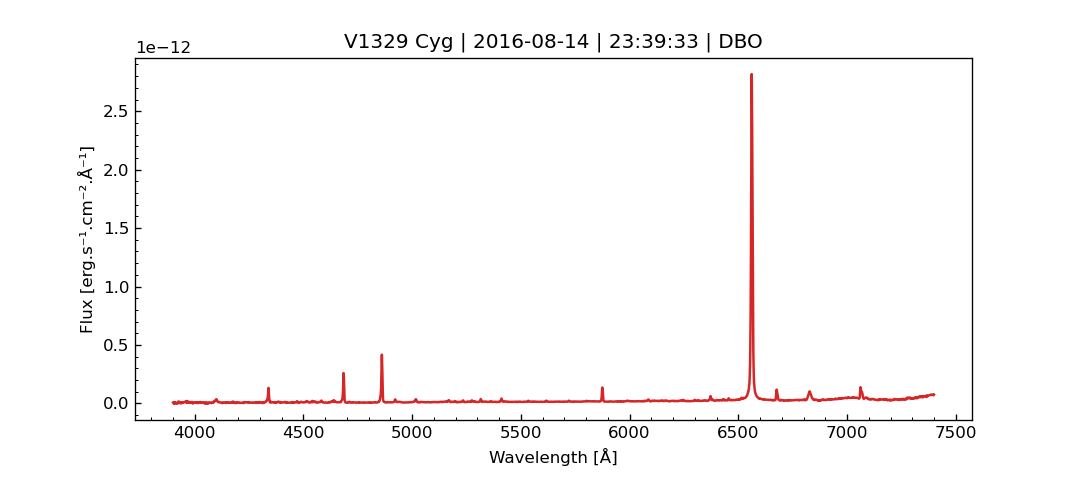 V1329 Cyg | 2016-08-14 | 23:39:33 | DBO
1e−12
2.5
2.0
1.5
1.0
0.5
0.0
Flux [erg.s⁻¹.cm⁻².Å⁻¹]
4000 4500 5000 5500 6000 6500 7000 7500
Wavelength [Å]